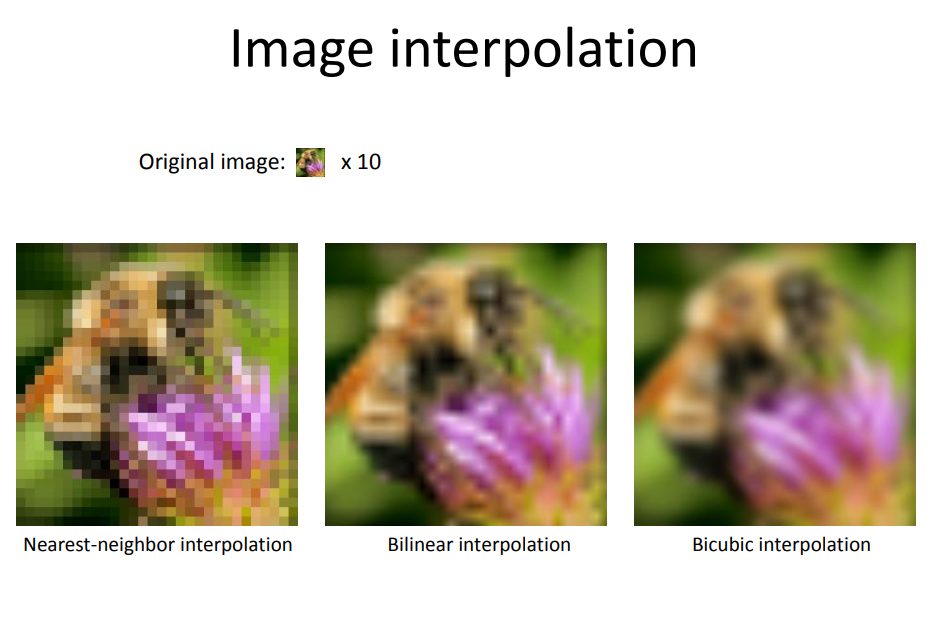 Image interpolation
Original image: x 10
Nearest-neighbor interpolation
Bilinear interpolation
Bicubic interpolation